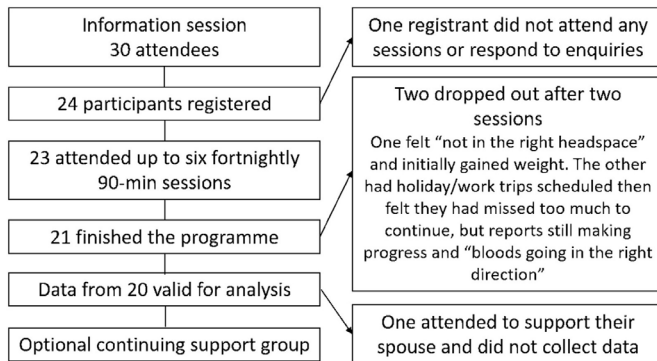 Information session
30 attendees
24 participants registered
23 attended up to six fortnightly
90-min sessions
21 finished the programme
Data from 20 valid for analysis
Optional continuing support group
One registrant did not attend any
sessions or respond to enquiries
Two dropped out after two
sessions
One felt “not in the right headspace”
and initially gained weight. The other
had holiday/work trips scheduled then
felt they had missed too much to
continue, but reports still making
progress and “bloods going in the right
direction”
One attended to support their
spouse and did not collect data